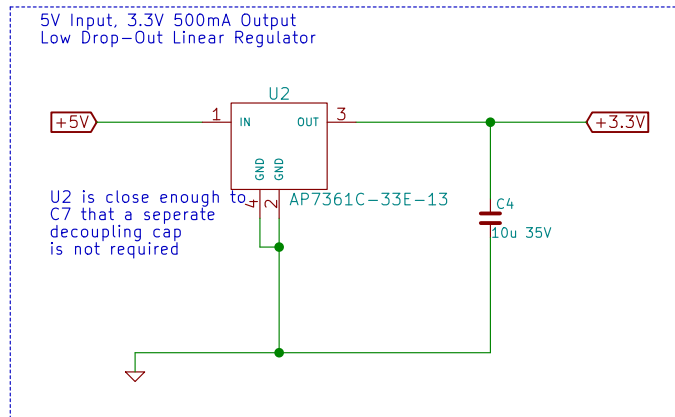 5V Input, 3.3V 500mA Output
Low Drop-Out Linear Regulator
U2
+5V
1
IN
OUT
3
+3.3V
GND
GND
4
2
AP7361C-33E-13
U2 is close enough to
C7 that a seperate
decoupling cap
is not required
C4
10u 35V